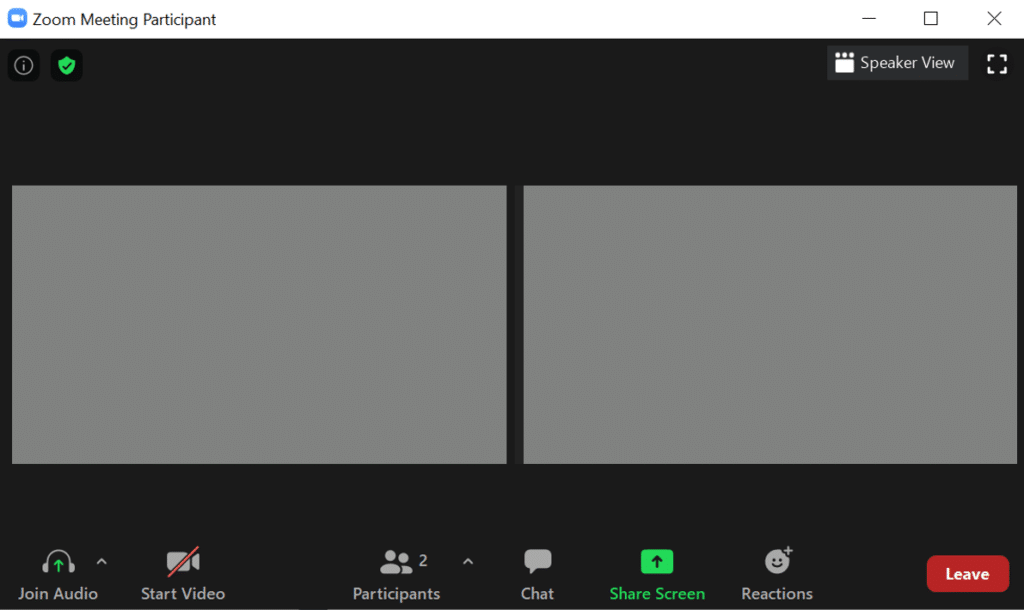 Zoom Meeting Participant
Speaker View
2
Join Audio
Start Video
Participants
Chat
Share Screen
Reactions
Leave